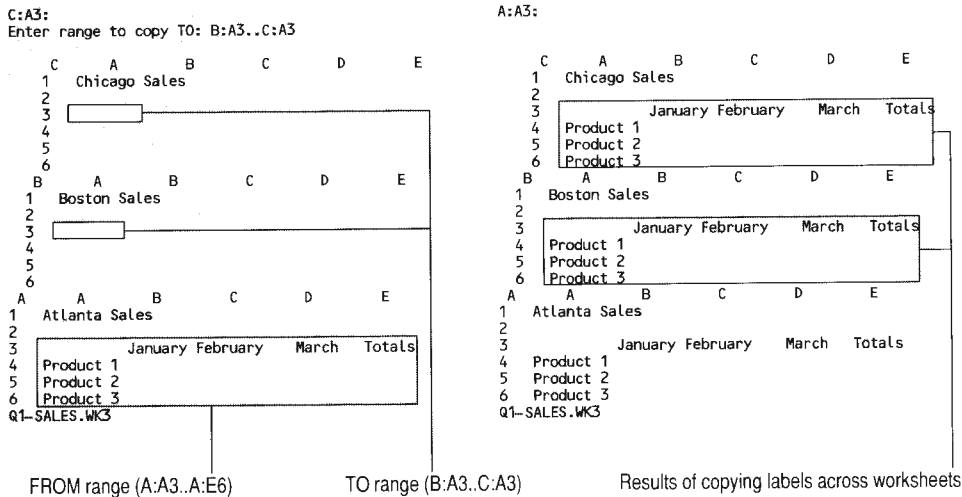 C:A3:
Enter range to copy TO: B:A3..C:A3
C A B C D E
1 Chicago Sales
2
3
4
5
6
B A B C D E
1 Boston Sales
2
3
4
5
6
A A B C D E
1 Atlanta Sales
2
3 January February March Totals
4 Product 1
5 Product 2
6 Product 3
Q1-SALES.WK3
FROM range (A:A3..A:E6)
TO range (B:A3..C:A3)
A:A3:
C A B C D E
1 Chicago Sales
2
3 January February March Totals
4 Product 1
5 Product 2
6 Product 3
B A B C D E
1 Boston Sales
2
3 January February March Totals
4 Product 1
5 Product 2
6 Product 3
A A B C D E
1 Atlanta Sales
2
3 January February March Totals
4 Product 1
5 Product 2
6 Product 3
Q1-SALES.WK3
Results of copying labels across worksheets